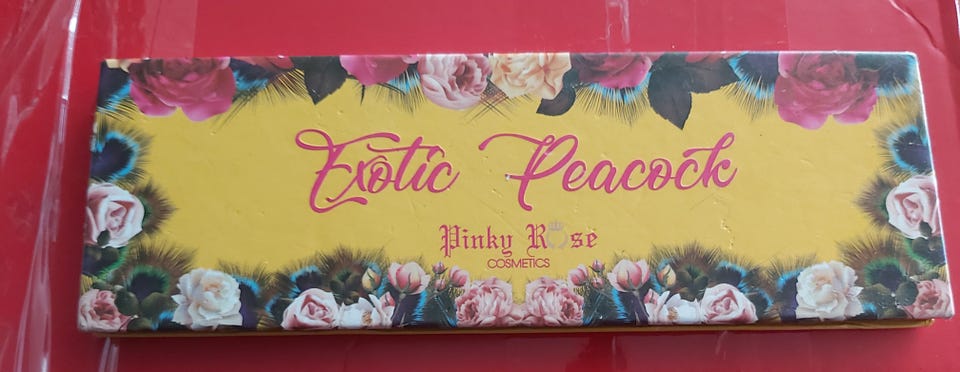 Exotic Peacock
Pinky Rose
COSMETICS